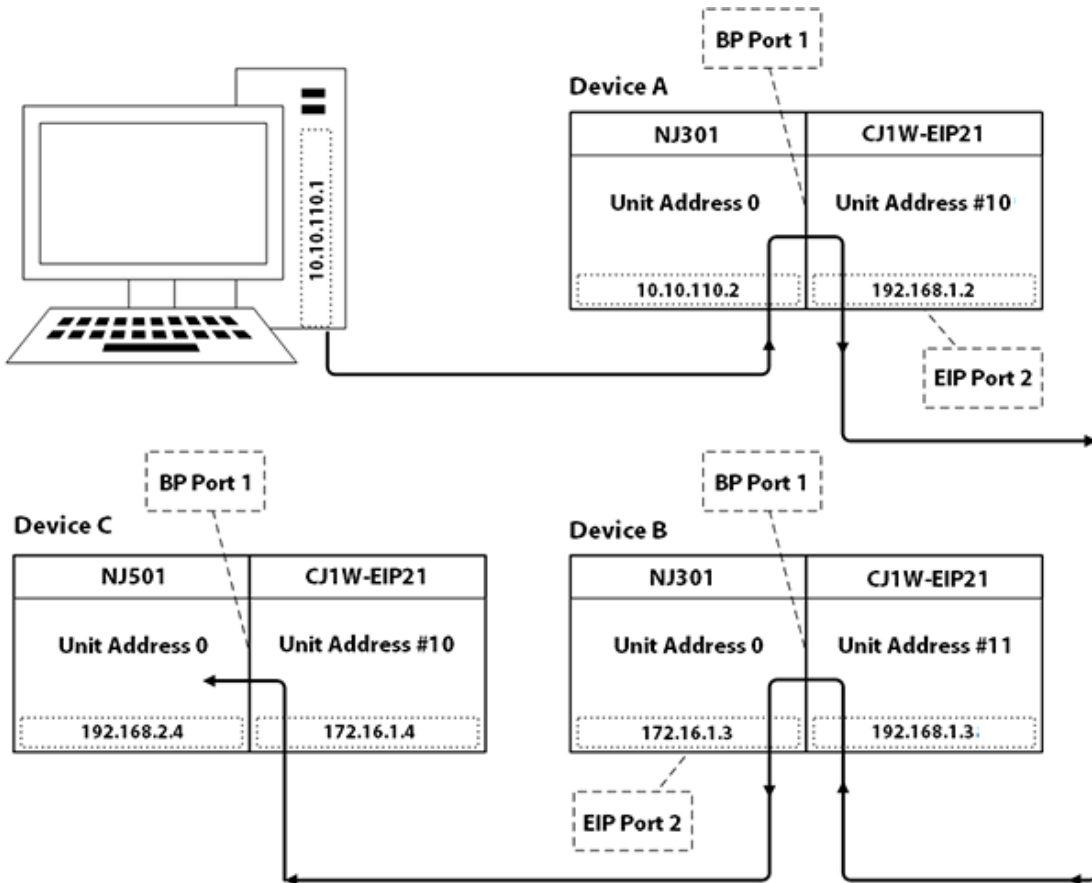 BP Port 1
Device A
NJ301
CJ1W-EIP21
10.10.110.1
Unit Address 0
Unit Address #10
10.10.110.2
192.168.1.2
EIP Port 2
BP Port 1
BP Port 1
Device C
Device B
NJ501
CJ1W-EIP21
NJ301
CJ1W-EIP21
Unit Address 0
Unit Address #10
Unit Address 0
Unit Address #11
192.168.2.4
172.16.1.4
172.16.1.3
192.168.1.3
EIP Port 2